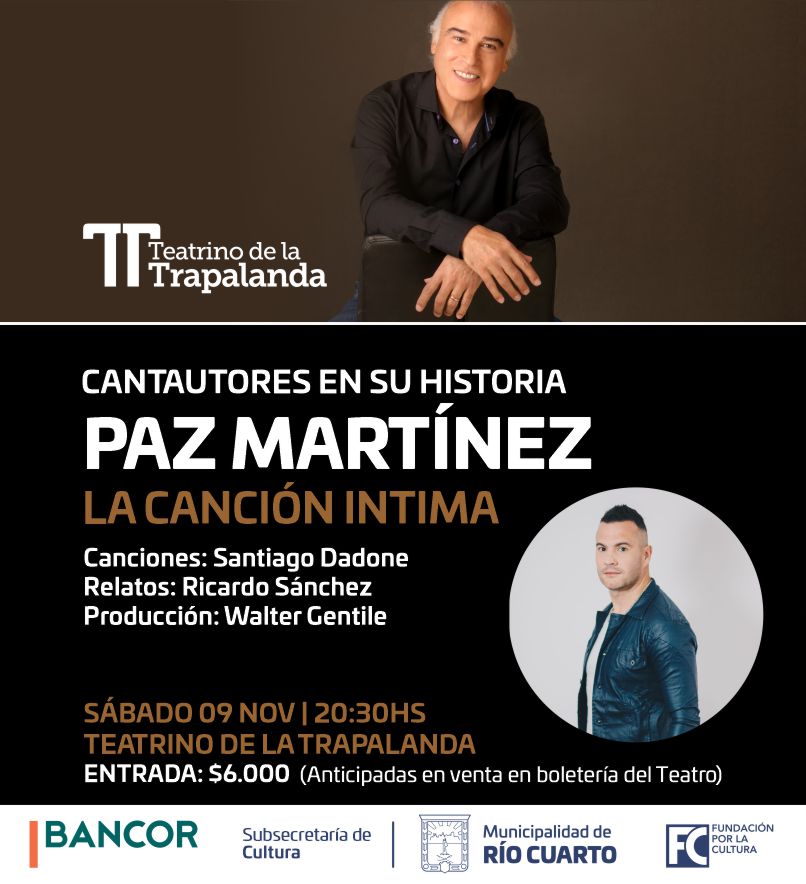 Teatrino de la
Trapalanda
CANTAUTORES EN SU HISTORIA
PAZ MARTÍNEZ
LA CANCIÓN INTIMA
Canciones: Santiago Dadone
Relatos: Ricardo Sánchez
Producción: Walter Gentile
SÁBADO 09 NOV | 20:30HS
TEATRINO DE LA TRAPALANDA
ENTRADA: $6.000 (Anticipadas en venta en boletería del Teatro)
BANCOR
Subsecretaría de
Cultura
Municipalidad de
RÍO CUARTO
FC
FUNDACIÓN
POR LA
CULTURA